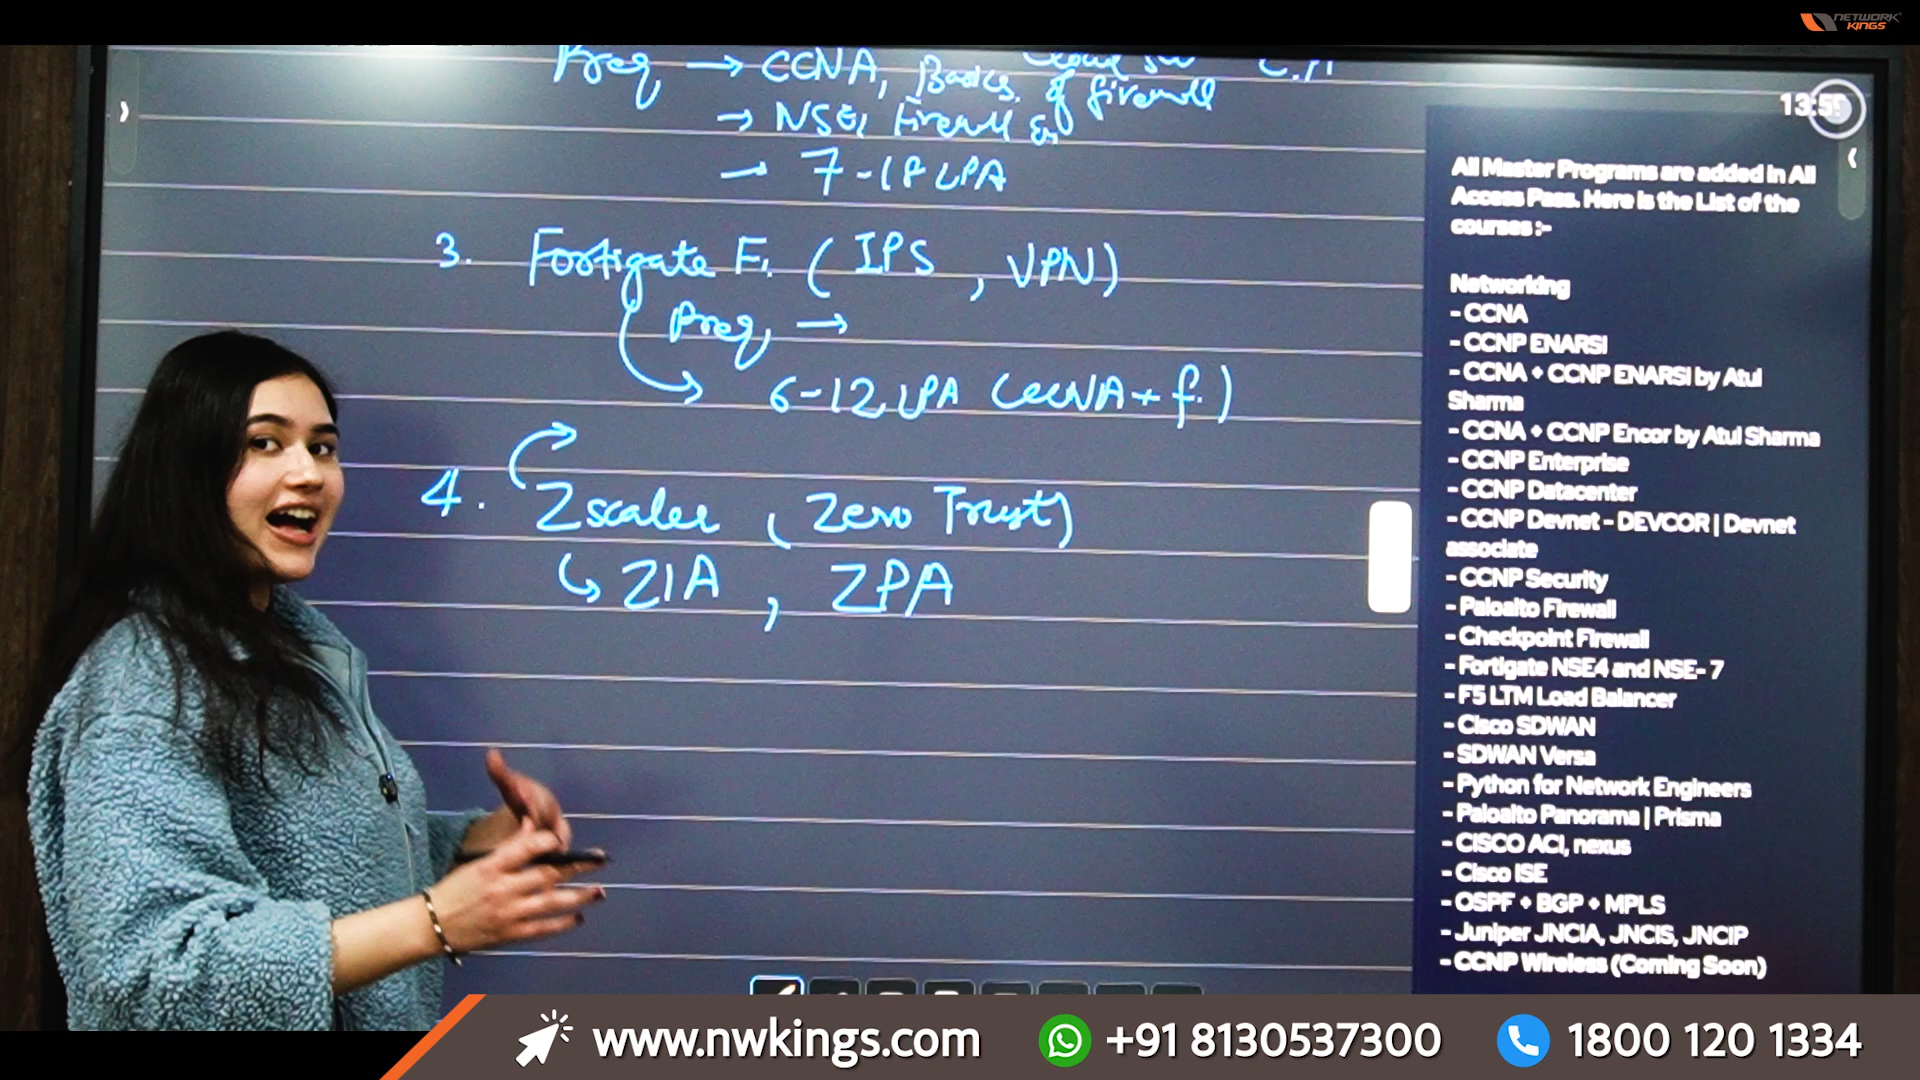 NETWORK
KINGS
Preq → CCNA, Basics of firewall
→ NSE, Firewall En
→ 7-18 LPA
3. Fortigate F. (IPS, VPN)
Preq →
6-12 LPA (CCNA + f.)
4. Zscaler (Zero Trust)
ZIA, ZPA
13:55
All Master Programs are added in All
Access Pass. Here is the List of the
courses :-
Networking
- CCNA
- CCNP ENARSI
- CCNA + CCNP ENARSI by Atul
Sharma
- CCNA + CCNP Encor by Atul Sharma
- CCNP Enterprise
- CCNP Datacenter
- CCNP Devnet - DEVCOR | Devnet
associate
- CCNP Security
- Paloalto Firewall
- Checkpoint Firewall
- Fortigate NSE4 and NSE- 7
- F5 LTM Load Balancer
- Cisco SDWAN
- SDWAN Versa
- Python for Network Engineers
- Paloalto Panorama | Prisma
- CISCO ACI, nexus
- Cisco ISE
- OSPF + BGP + MPLS
- Juniper JNCIA, JNCIS, JNCIP
- CCNP Wireless (Coming Soon)
www.nwkings.com +91 8130537300 1800 120 1334